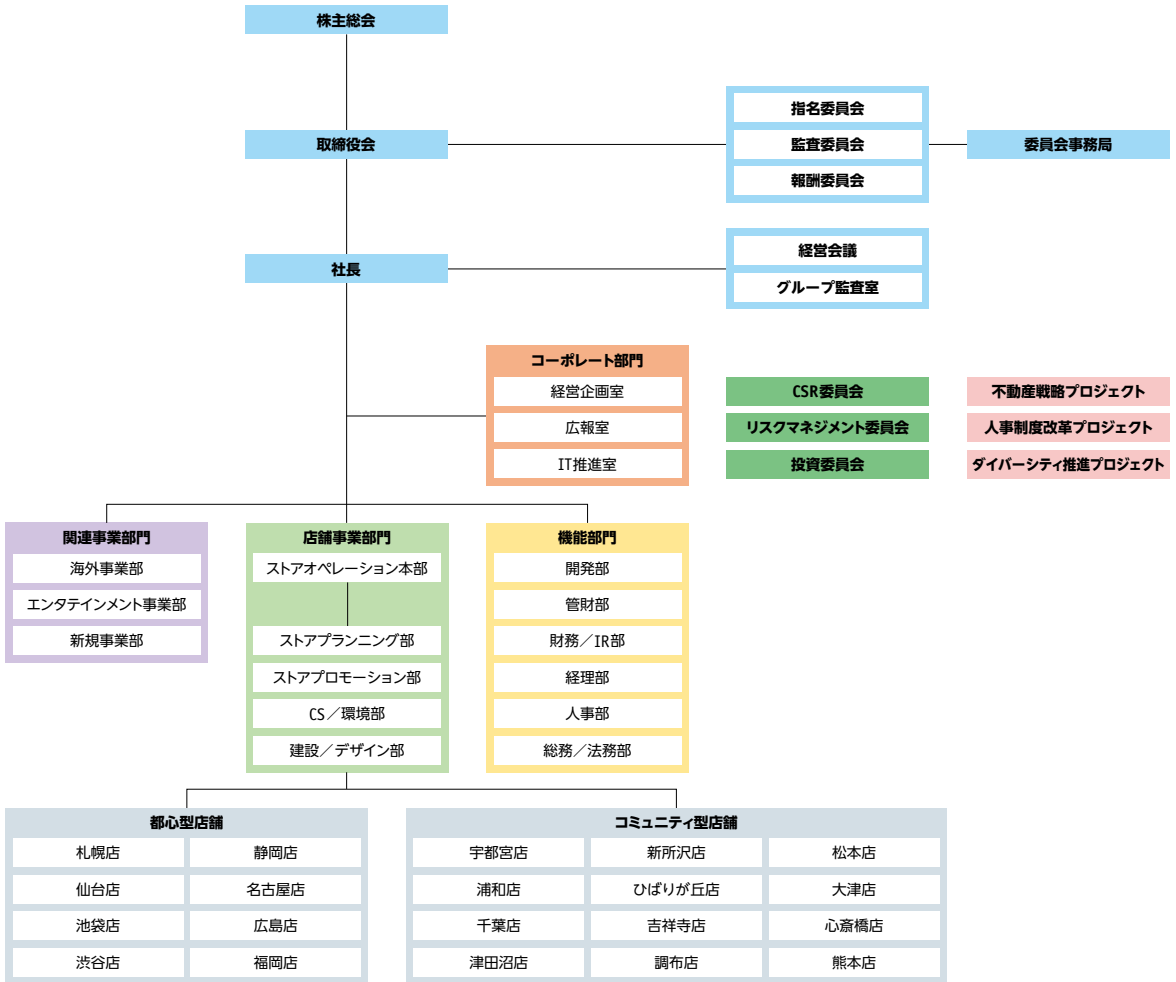 株主総会
指名委員会
取締役会
監査委員会
委員会事務局
報酬委員会
経営会議
社長
グループ監査室
コーポレート部門
経営企画室
広報室
IT推進室
CSR委員会
リスクマネジメント委員会
投資委員会
不動産戦略プロジェクト
人事制度改革プロジェクト
ダイバーシティ推進プロジェクト
関連事業部門
海外事業部
エンタテインメント事業部
新規事業部
店舗事業部門
ストアオペレーション本部
ストアプランニング部
ストアプロモーション部
CS／環境部
建設／デザイン部
機能部門
開発部
管財部
財務／IR部
経理部
人事部
総務／法務部
都心型店舗
札幌店
静岡店
仙台店
名古屋店
池袋店
広島店
渋谷店
福岡店
コミュニティ型店舗
宇都宮店
新所沢店
松本店
浦和店
ひばりが丘店
大津店
千葉店
吉祥寺店
心斎橋店
津田沼店
調布店
熊本店